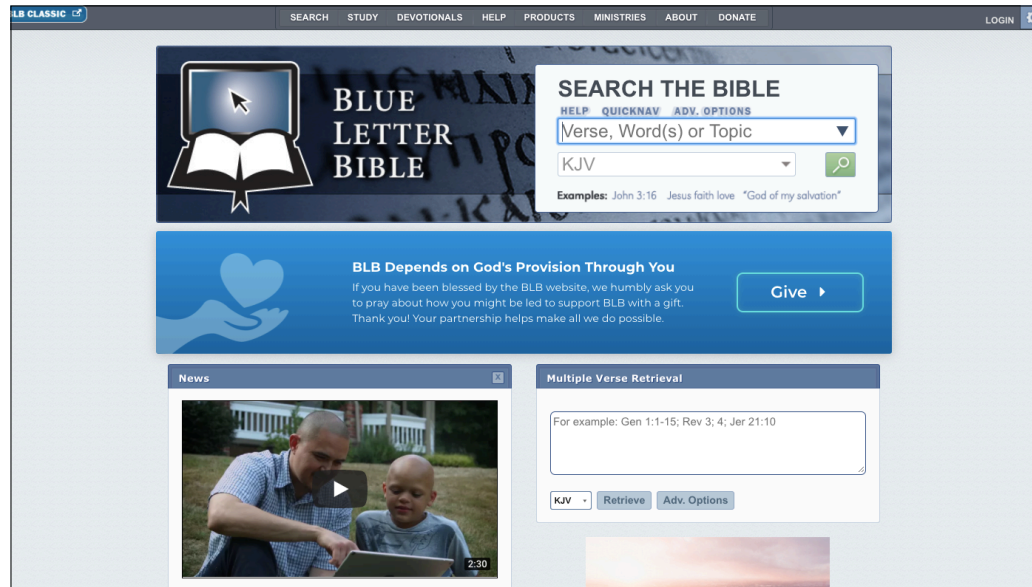 BLB CLASSIC
SEARCH STUDY DEVOTIONALS HELP PRODUCTS MINISTRIES ABOUT DONATE
LOGIN
BLUE
LETTER
BIBLE
SEARCH THE BIBLE
HELP QUICKNAV ADV. OPTIONS
Verse, Word(s) or Topic
KJV
Examples: John 3:16 Jesus faith love "God of my salvation"
BLB Depends on God's Provision Through You
If you have been blessed by the BLB website, we humbly ask you
to pray about how you might be led to support BLB with a gift.
Thank you! Your partnership helps make all we do possible.
Give
News
2:30
Multiple Verse Retrieval
For example: Gen 1:1-15; Rev 3; 4; Jer 21:10
KJV Retrieve Adv. Options